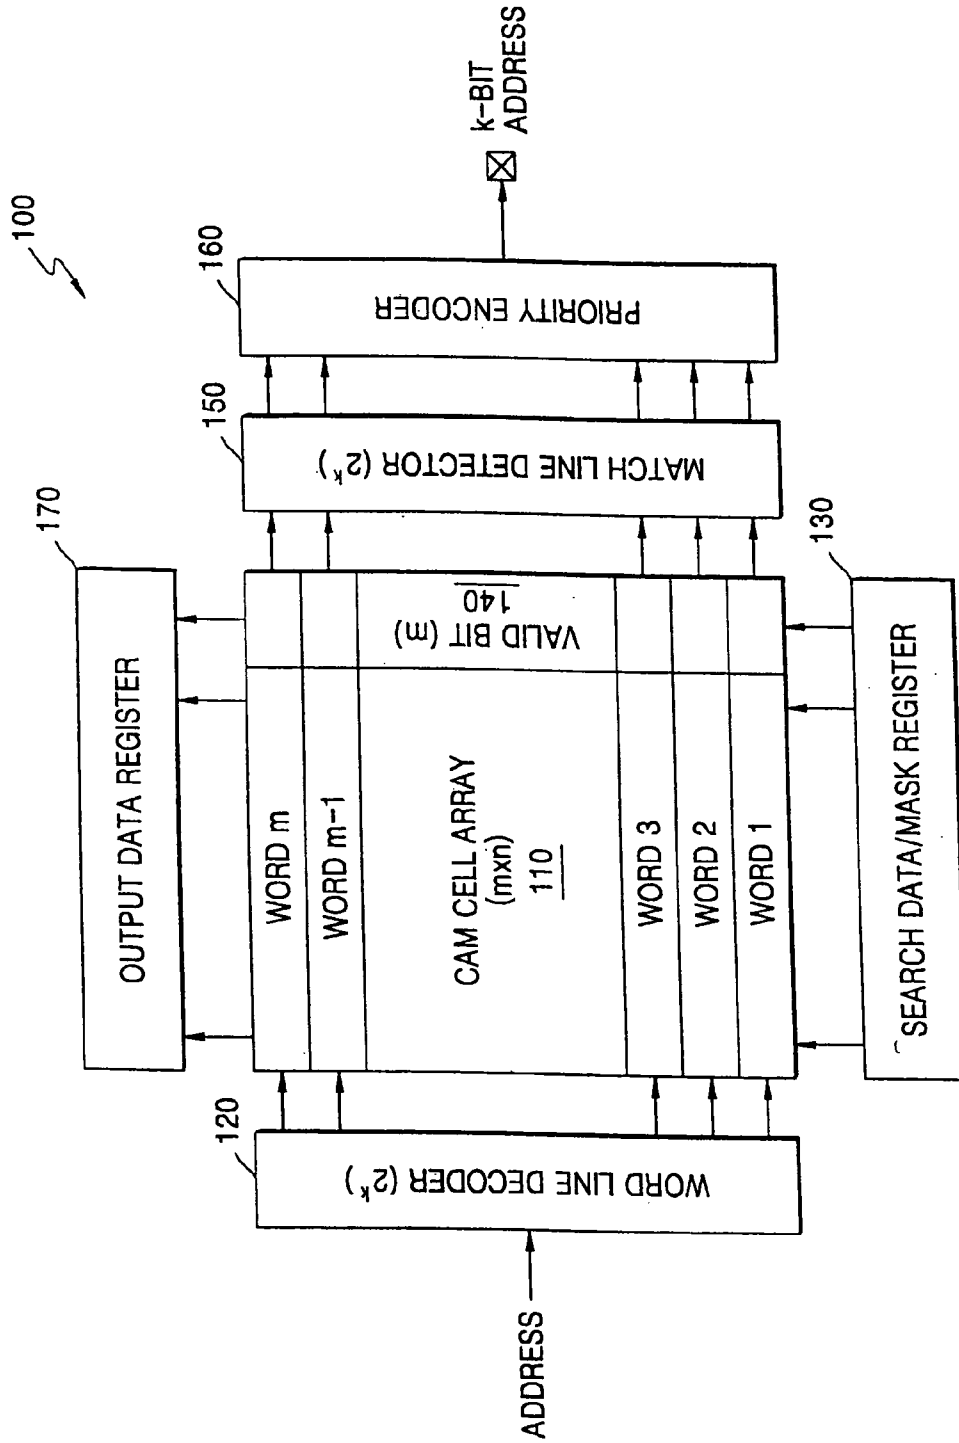 100
170
OUTPUT DATA REGISTER
120
WORD LINE DECODER (2^k)
ADDRESS
WORD m
WORD m-1
CAM CELL ARRAY
(mxn)
110
WORD 3
WORD 2
WORD 1
VALID BIT (m)
140
150
MATCH LINE DETECTOR (2^k)
160
PRIORITY ENCODER
k-BIT
ADDRESS
130
SEARCH DATA/MASK REGISTER